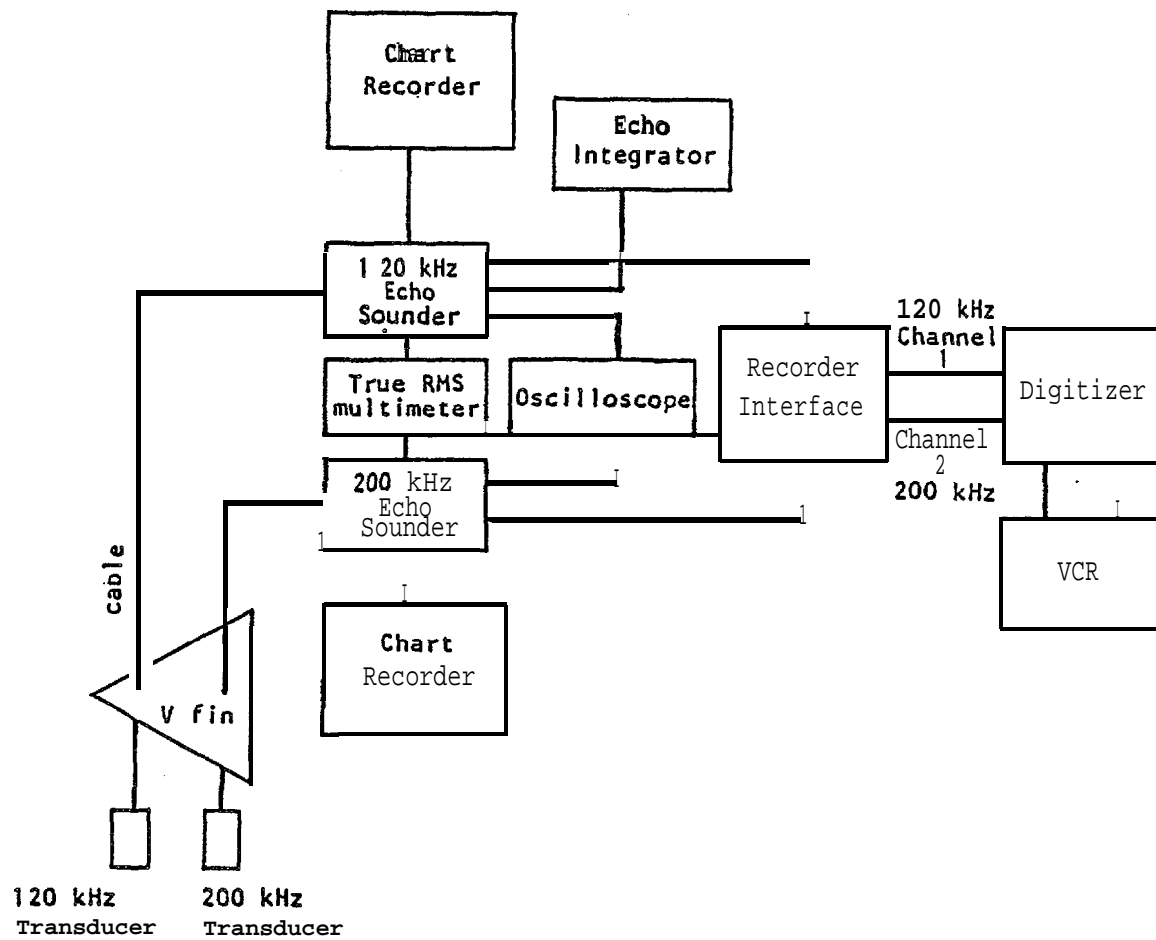 Chart
Recorder
Echo
Integrator
1 20 kHz
Echo
Sounder
120 kHz
Channel
1
True RMS
multimeter
Oscilloscope
Recorder
Interface
Digitizer
Channel
2
200 kHz
200 kHz
Echo
Sounder
cable
VCR
Chart
Recorder
V fin
120 kHz
Transducer
200 kHz
Transducer